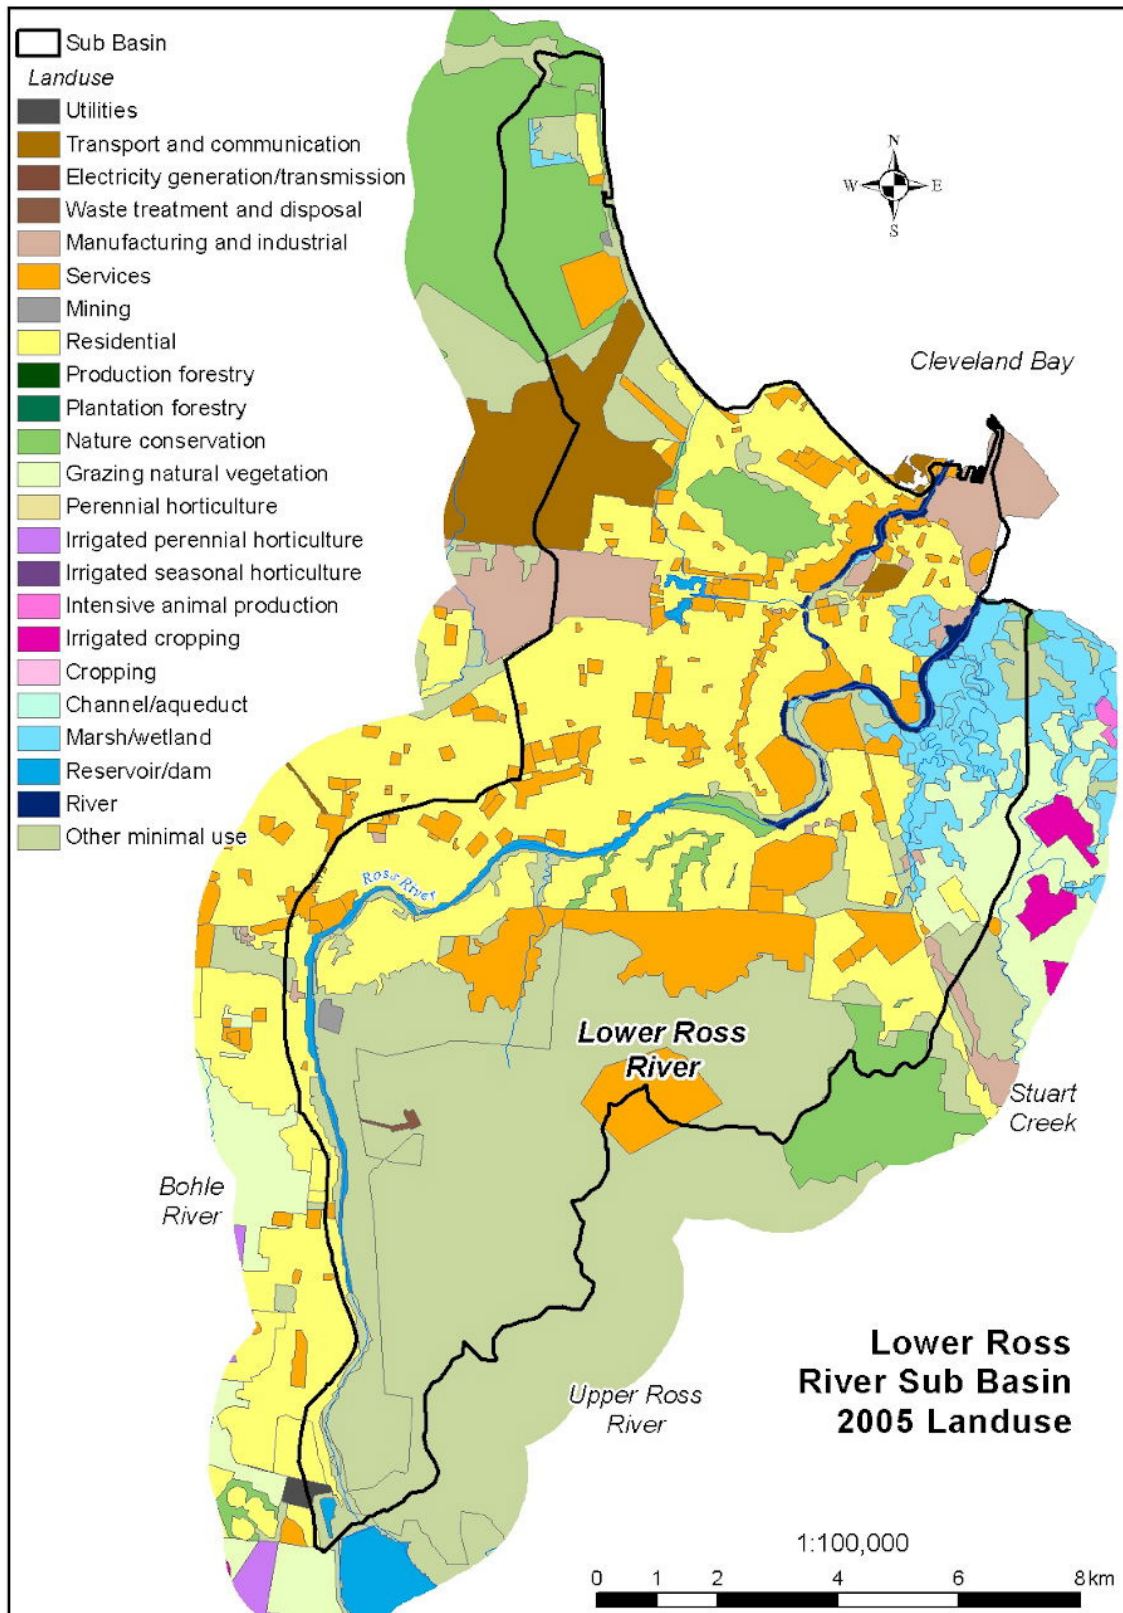 Sub Basin
Landuse
Utilities
Transport and communication
Electricity generation/transmission
Waste treatment and disposal
Manufacturing and industrial
Services
Mining
Residential
Production forestry
Plantation forestry
Nature conservation
Grazing natural vegetation
Perennial horticulture
Irrigated perennial horticulture
Irrigated seasonal horticulture
Intensive animal production
Irrigated cropping
Cropping
Channel/aqueduct
Marsh/wetland
Reservoir/dam
River
Other minimal use
N
W
E
S
Cleveland Bay
Ross River
Lower Ross
River
Stuart
Creek
Bohle
River
Upper Ross
River
Lower Ross
River Sub Basin
2005 Landuse
1:100,000
0 1 2 4 6 8 km